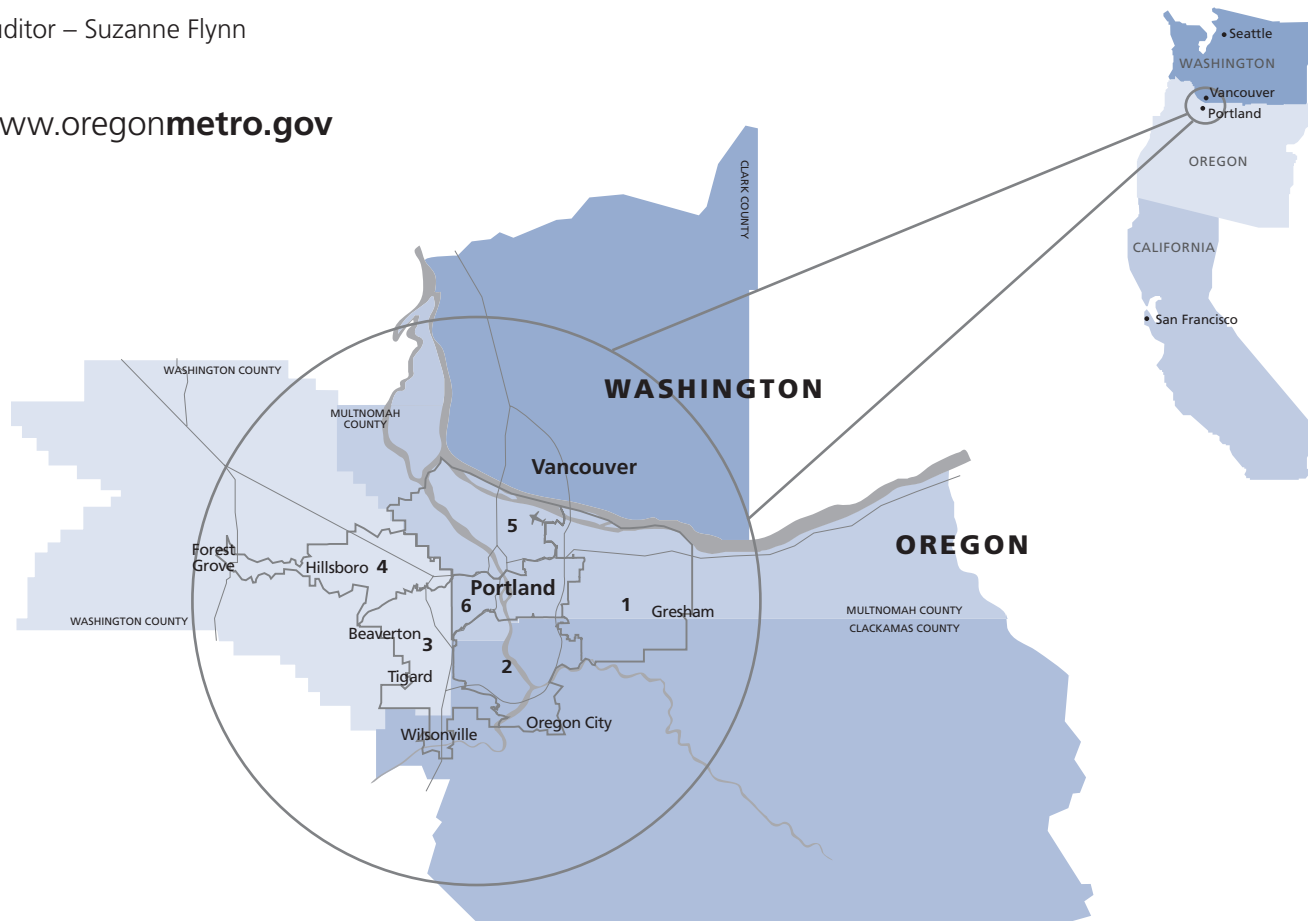 uditor – Suzanne Flynn
ww.oregonmetro.gov
Seattle
WASHINGTON
Vancouver
Portland
OREGON
CALIFORNIA
San Francisco
CLARK COUNTY
WASHINGTON COUNTY
MULTNOMAH
COUNTY
WASHINGTON
Vancouver
5
OREGON
Forest
Grove
Hillsboro 4
Portland
6
1
Gresham
MULTNOMAH COUNTY
CLACKAMAS COUNTY
WASHINGTON COUNTY
Beaverton
3
2
Tigard
Oregon City
Wilsonville